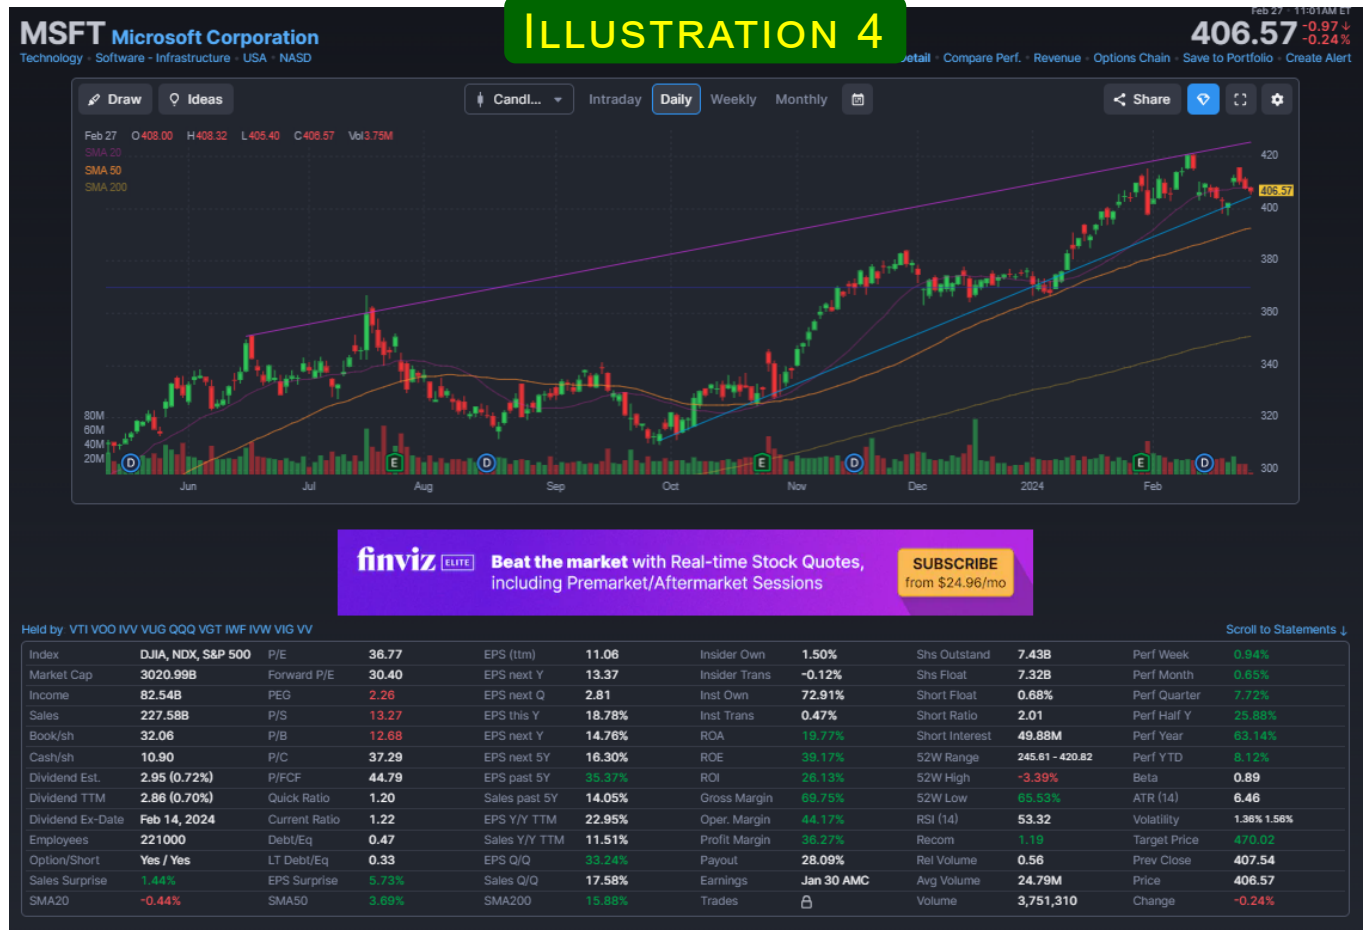 ILLUSTRATION 4
Feb 27 • 11:01AM ET
MSFT Microsoft Corporation
406.57 -0.97 ↓
-0.24%
Technology • Software - Infrastructure • USA • NASD
etail • Compare Perf. • Revenue • Options Chain • Save to Portfolio • Create Alert
Draw Ideas Candl... Intraday Daily Weekly Monthly Share
Feb 27 O408.00 H408.32 L405.40 C406.57 Vol3.75M
SMA 20
SMA 50
SMA 200
420
406.57
400
380
360
340
320
300
80M
60M
40M
20M
D E D E D E D
Jun Jul Aug Sep Oct Nov Dec 2024 Feb
finviz ELITE
Beat the market with Real-time Stock Quotes,
including Premarket/Aftermarket Sessions
SUBSCRIBE
from $24.96/mo
Held by: VTI VOO IVV VUG QQQ VGT IWF IVW VIG VV Scroll to Statements ↓
Index DJIA, NDX, S&P 500 P/E 36.77 EPS (ttm) 11.06 Insider Own 1.50% Shs Outstand 7.43B Perf Week 0.94%
Market Cap 3020.99B Forward P/E 30.40 EPS next Y 13.37 Insider Trans -0.12% Shs Float 7.32B Perf Month 0.65%
Income 82.54B PEG 2.26 EPS next Q 2.81 Inst Own 72.91% Short Float 0.68% Perf Quarter 7.72%
Sales 227.58B P/S 13.27 EPS this Y 18.78% Inst Trans 0.47% Short Ratio 2.01 Perf Half Y 25.88%
Book/sh 32.06 P/B 12.68 EPS next Y 14.76% ROA 19.77% Short Interest 49.88M Perf Year 63.14%
Cash/sh 10.90 P/C 37.29 EPS next 5Y 16.30% ROE 39.17% 52W Range 245.61 - 420.82 Perf YTD 8.12%
Dividend Est. 2.95 (0.72%) P/FCF 44.79 EPS past 5Y 35.37% ROI 26.13% 52W High -3.39% Beta 0.89
Dividend TTM 2.86 (0.70%) Quick Ratio 1.20 Sales past 5Y 14.05% Gross Margin 69.75% 52W Low 65.53% ATR (14) 6.46
Dividend Ex-Date Feb 14, 2024 Current Ratio 1.22 EPS Y/Y TTM 22.95% Oper. Margin 44.17% RSI (14) 53.32 Volatility 1.36% 1.56%
Employees 221000 Debt/Eq 0.47 Sales Y/Y TTM 11.51% Profit Margin 36.27% Recom 1.19 Target Price 470.02
Option/Short Yes / Yes LT Debt/Eq 0.33 EPS Q/Q 33.24% Payout 28.09% Rel Volume 0.56 Prev Close 407.54
Sales Surprise 1.44% EPS Surprise 5.73% Sales Q/Q 17.58% Earnings Jan 30 AMC Avg Volume 24.79M Price 406.57
SMA20 -0.44% SMA50 3.69% SMA200 15.88% Trades Volume 3,751,310 Change -0.24%